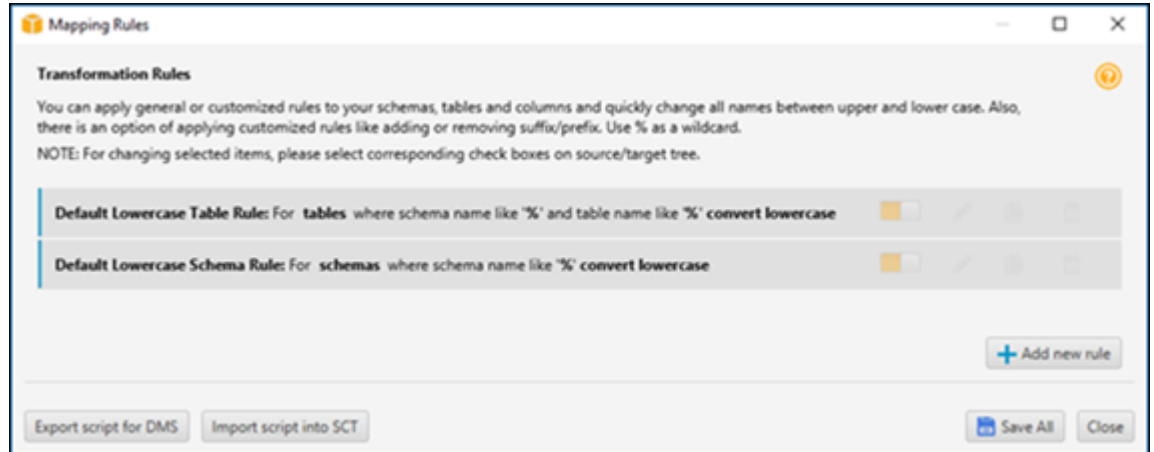 Mapping Rules
Transformation Rules
You can apply general or customized rules to your schemas, tables and columns and quickly change all names between upper and lower case. Also,
there is an option of applying customized rules like adding or removing suffix/prefix. Use % as a wildcard.
NOTE: For changing selected items, please select corresponding check boxes on source/target tree.
Default Lowercase Table Rule: For tables where schema name like '%' and table name like '%' convert lowercase
Default Lowercase Schema Rule: For schemas where schema name like '%' convert lowercase
Add new rule
Export script for DMS Import script into SCT Save All Close